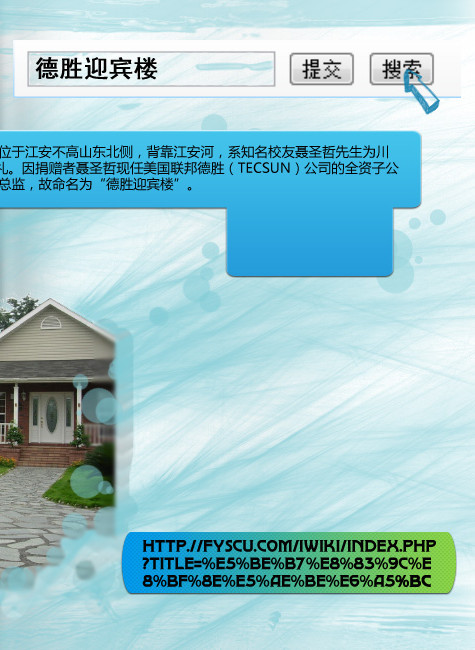 德胜迎宾楼
提交
搜索
位于江安不高山东北侧，背靠江安河，系知名校友聂圣哲先生为川
礼。因捐赠者聂圣哲现任美国联邦德胜（TECSUN）公司的全资子公
总监，故命名为“德胜迎宾楼”。
HTTP://FYSCU.COM/IWIKI/INDEX.PHP
?TITLE=%E5%BE%B7%E8%83%9C%E
8%BF%8E%E5%AE%BE%E6%A5%BC